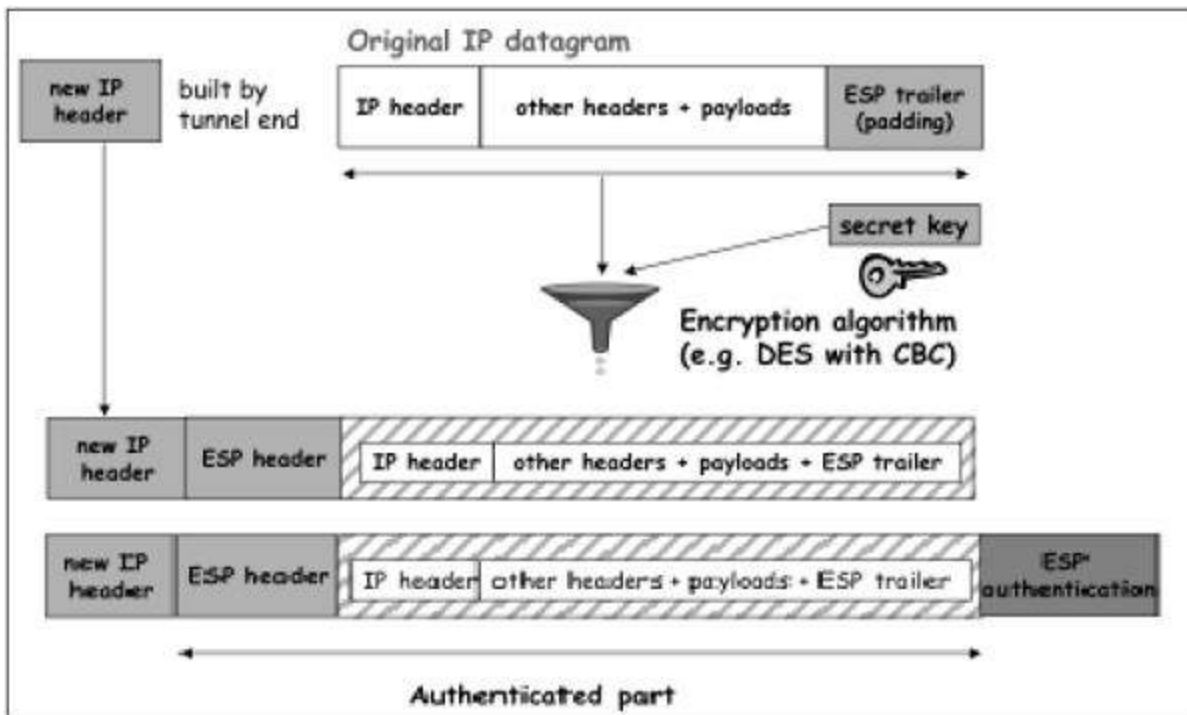 Original IP datagram
new IP
header
built by
tunnel end
IP header
other headers + payloads
ESP trailer
(padding)
secret key
Encryption algorithm
(e.g. DES with CBC)
new IP
header
ESP header
IP header
other headers + payloads + ESP trailer
new IP
header
ESP header
IP header
other headers + payloads + ESP trailer
ESP
authentication
Authenticated part